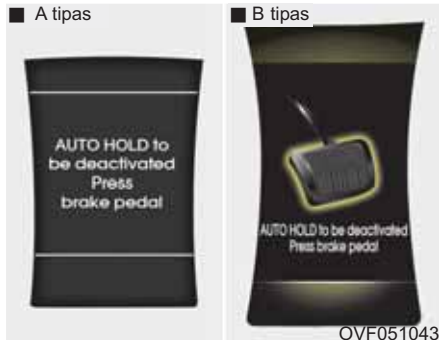 ■ A tipas
AUTO HOLD to
be deactivated
Press
brake pedal
■ B tipas
AUTO HOLD to be deactivated
Press brake pedal
OVF051043